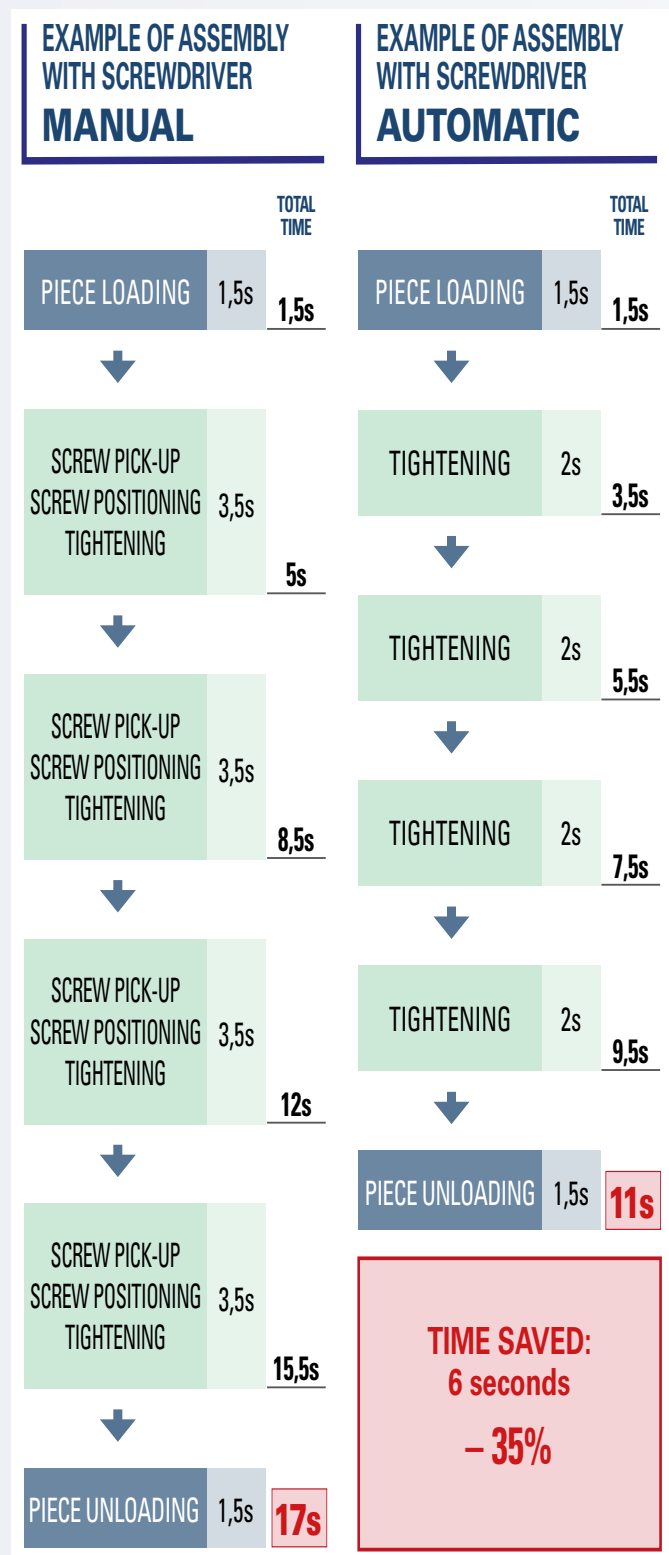 EXAMPLE OF ASSEMBLY
WITH SCREWDRIVER
MANUAL
TOTAL
TIME
PIECE LOADING 1,5s 1,5s
SCREW PICK-UP
SCREW POSITIONING 3,5s
TIGHTENING
5s
SCREW PICK-UP
SCREW POSITIONING 3,5s
TIGHTENING
8,5s
SCREW PICK-UP
SCREW POSITIONING 3,5s
TIGHTENING
12s
SCREW PICK-UP
SCREW POSITIONING 3,5s
TIGHTENING
15,5s
PIECE UNLOADING 1,5s 17s
EXAMPLE OF ASSEMBLY
WITH SCREWDRIVER
AUTOMATIC
TOTAL
TIME
PIECE LOADING 1,5s 1,5s
TIGHTENING 2s
3,5s
TIGHTENING 2s
5,5s
TIGHTENING 2s
7,5s
TIGHTENING 2s
9,5s
PIECE UNLOADING 1,5s 11s
TIME SAVED:
6 seconds
– 35%